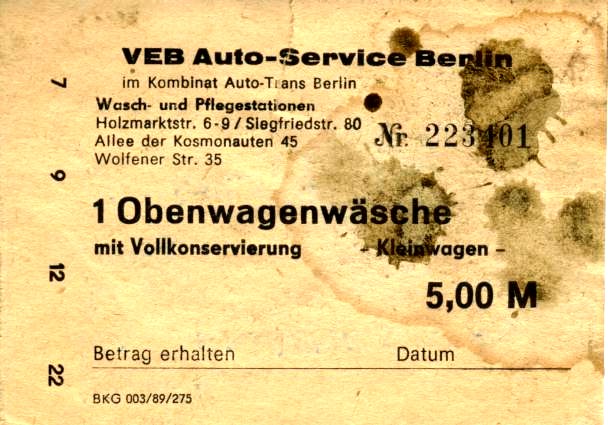 VEB Auto-Service Berlin
im Kombinat Auto-Trans Berlin
Wasch- und Pflegestationen
Holzmarktstr. 6-9 / Siegfriedstr. 80
Allee der Kosmonauten 45
Wolfener Str. 35
Nr. 223401
1 Obenwagenwäsche
mit Vollkonservierung - Kleinwagen -
5,00 M
Betrag erhalten Datum
BKG 003/89/275
7
9
12
22